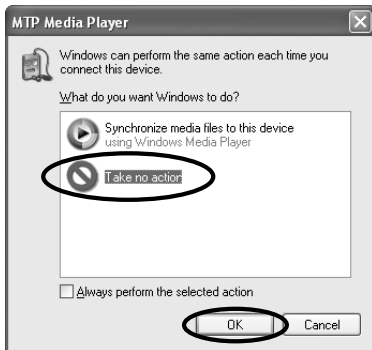 MTP Media Player
Windows can perform the same action each time you
connect this device.
What do you want Windows to do?
Synchronize media files to this device
using Windows Media Player
Take no action
Always perform the selected action
OK
Cancel